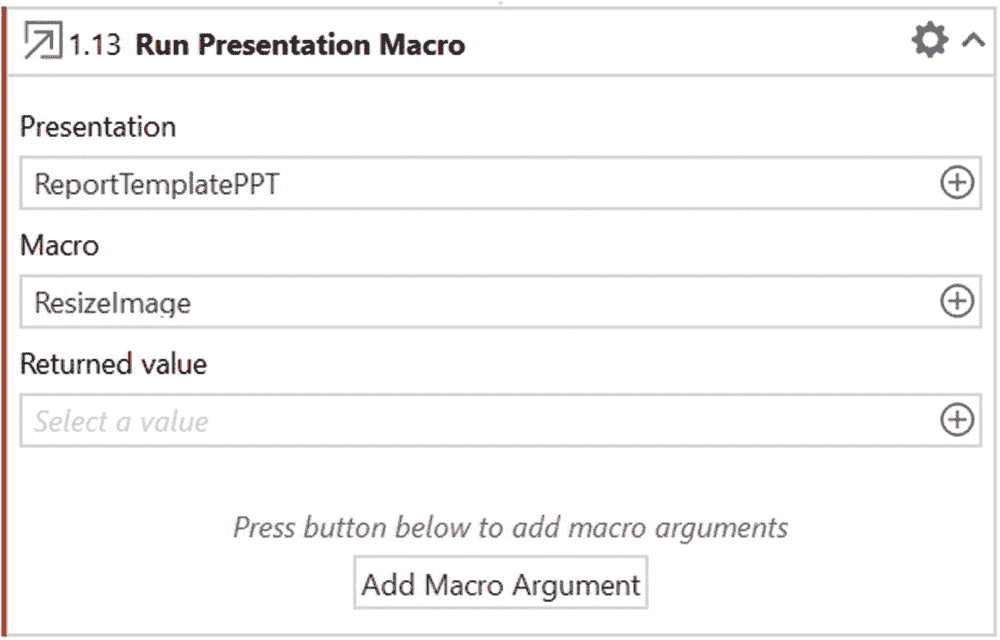 1.13 Run Presentation Macro
Presentation
ReportTemplatePPT
Macro
ResizeImage
Returned value
Select a value
Press button below to add macro arguments
Add Macro Argument